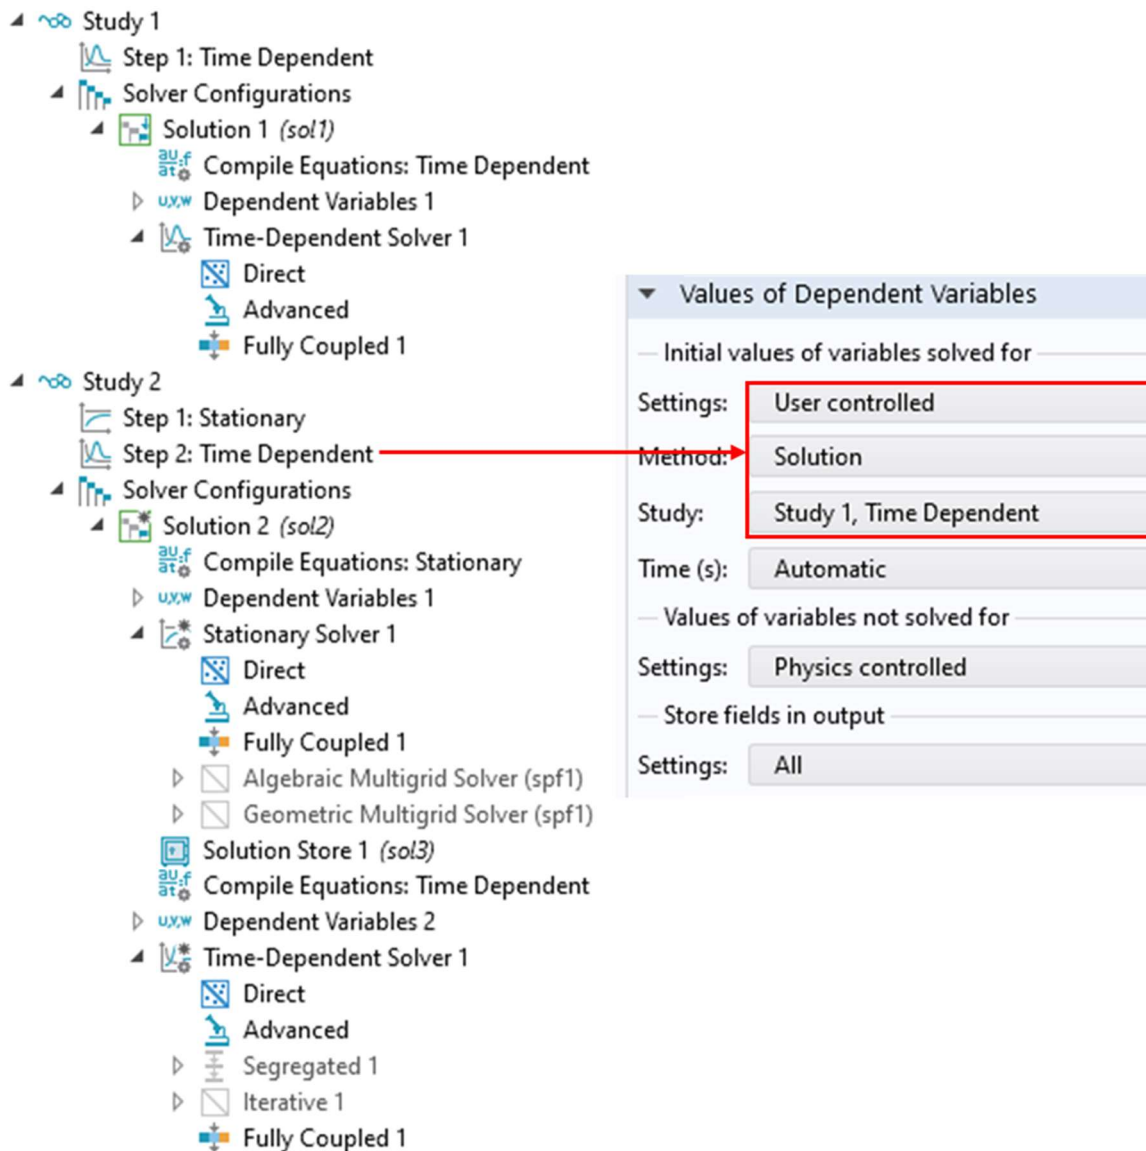 Study 1
Step 1: Time Dependent
Solver Configurations
Solution 1 (sol1)
Compile Equations: Time Dependent
Dependent Variables 1
Time-Dependent Solver 1
Direct
Advanced
Fully Coupled 1
Study 2
Step 1: Stationary
Step 2: Time Dependent
Solver Configurations
Solution 2 (sol2)
Compile Equations: Stationary
Dependent Variables 1
Stationary Solver 1
Direct
Advanced
Fully Coupled 1
Algebraic Multigrid Solver (spf1)
Geometric Multigrid Solver (spf1)
Solution Store 1 (sol3)
Compile Equations: Time Dependent
Dependent Variables 2
Time-Dependent Solver 1
Direct
Advanced
Segregated 1
Iterative 1
Fully Coupled 1
Values of Dependent Variables
Initial values of variables solved for
Settings: User controlled
Method: Solution
Study: Study 1, Time Dependent
Time (s): Automatic
Values of variables not solved for
Settings: Physics controlled
Store fields in output
Settings: All